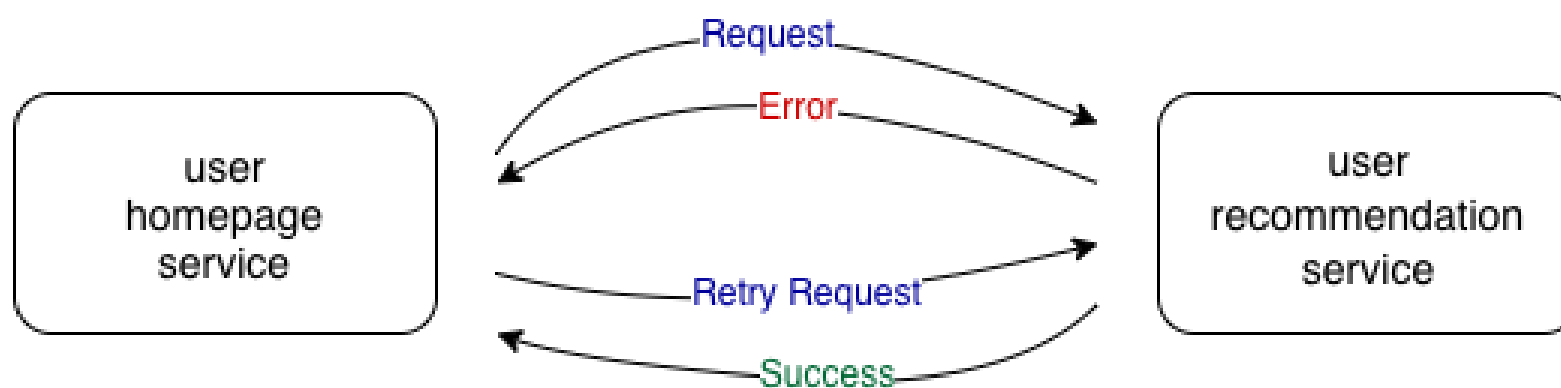 Request
Error
user
homepage
service
user
recommendation
service
Retry Request
Success